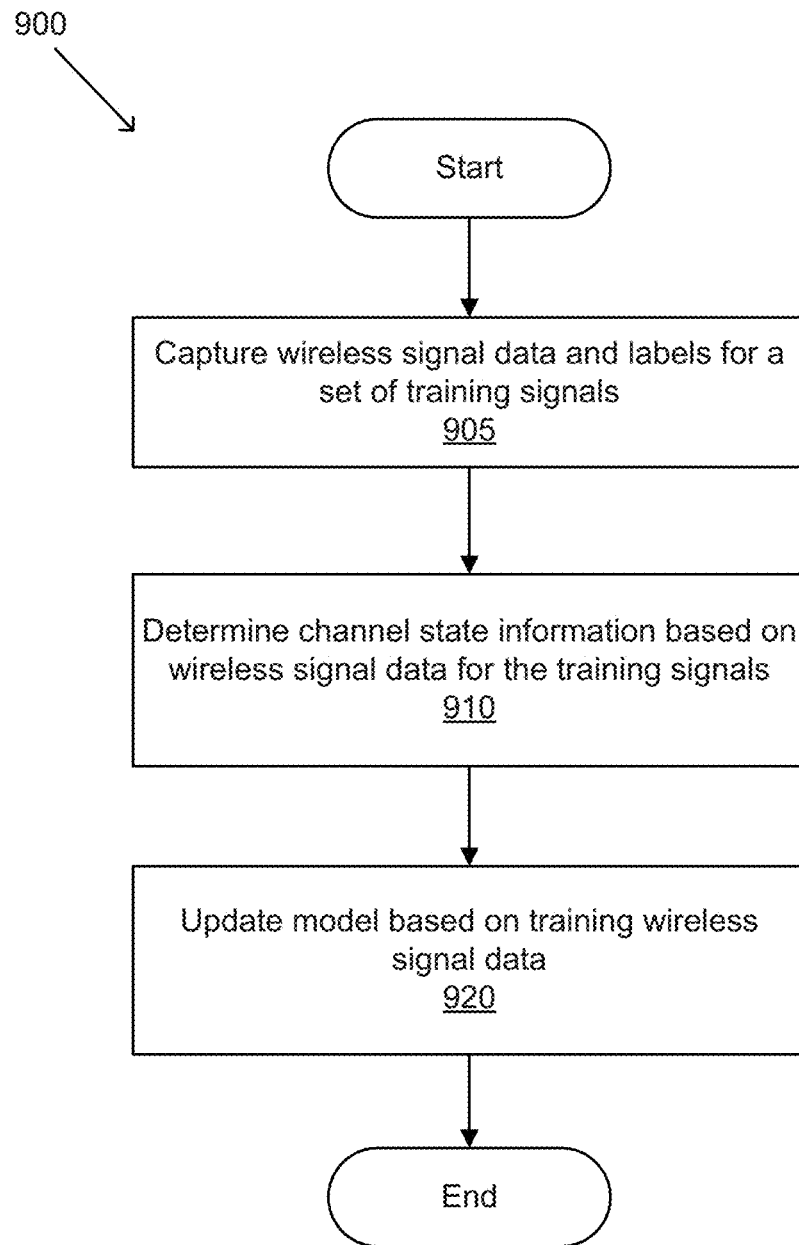 900
Start
Capture wireless signal data and labels for a
set of training signals
905
Determine channel state information based on
wireless signal data for the training signals
910
Update model based on training wireless
signal data
920
End